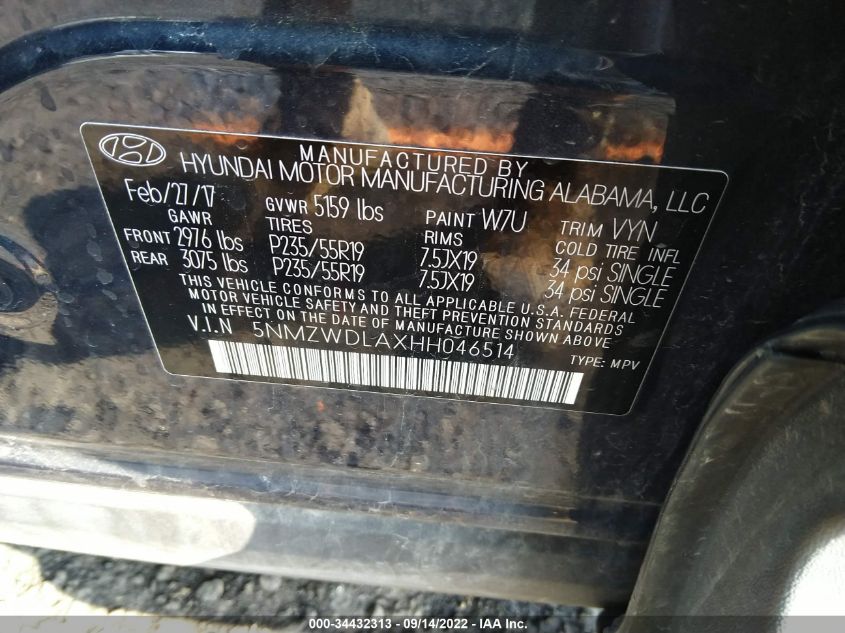 MANUFACTURED BY
HYUNDAI MOTOR MANUFACTURING ALABAMA, LLC
Feb/27/17 GVWR 5159 lbs PAINT W7U TRIM VYN
GAWR TIRES RIMS COLD TIRE INFL
FRONT 2976 lbs P235/55R19 7.5JX19 34 psi SINGLE
REAR 3075 lbs P235/55R19 7.5JX19 34 psi SINGLE
THIS VEHICLE CONFORMS TO ALL APPLICABLE U.S.A. FEDERAL
MOTOR VEHICLE SAFETY AND THEFT PREVENTION STANDARDS
IN EFFECT ON THE DATE OF MANUFACTURE SHOWN ABOVE.
V.I.N 5NMZWDLAXHH046514
TYPE: MPV
000-34432313 - 09/14/2022 - IAA Inc.